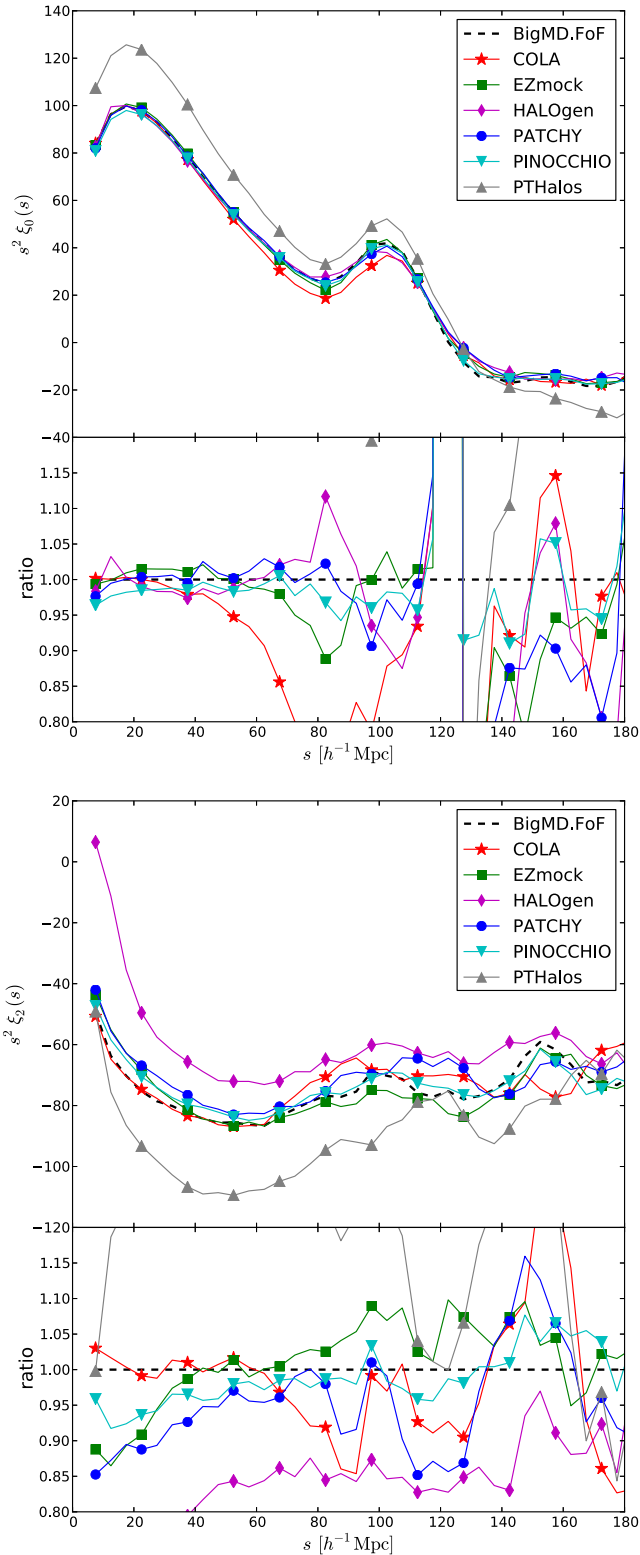 140
120
100
80
60
40
20
0
−20
−40
s² ξ₀(s)
BigMD.FoF
COLA
EZmock
HALOgen
PATCHY
PINOCCHIO
PTHalos
1.15
1.10
1.05
1.00
0.95
0.90
0.85
0.80
ratio
0 20 40 60 80 100 120 140 160 180
s [h⁻¹ Mpc]
20
0
−20
−40
−60
−80
−100
−120
s² ξ₂(s)
BigMD.FoF
COLA
EZmock
HALOgen
PATCHY
PINOCCHIO
PTHalos
1.15
1.10
1.05
1.00
0.95
0.90
0.85
0.80
ratio
0 20 40 60 80 100 120 140 160 180
s [h⁻¹ Mpc]